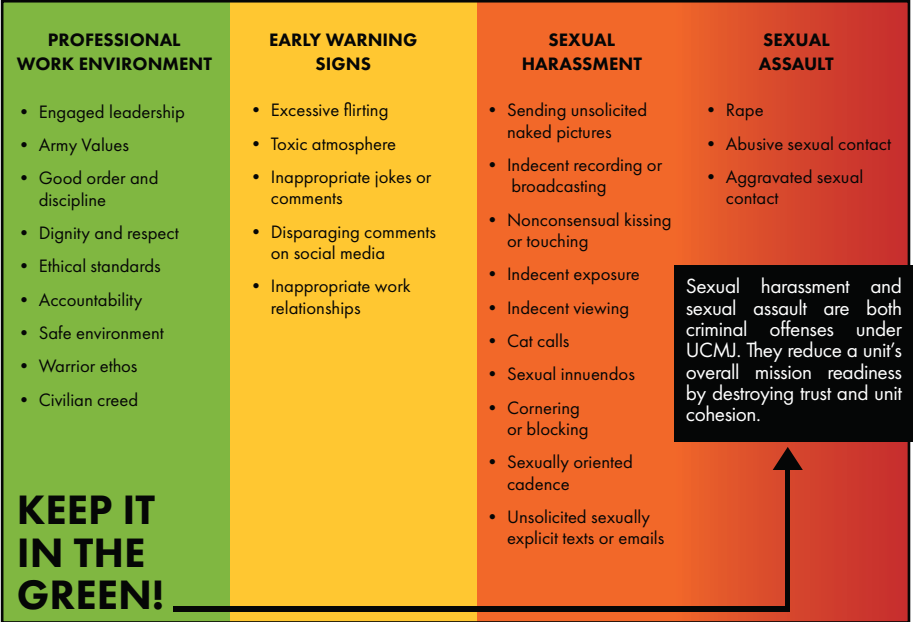 PROFESSIONAL
WORK ENVIRONMENT
• Engaged leadership
• Army Values
• Good order and
discipline
• Dignity and respect
• Ethical standards
• Accountability
• Safe environment
• Warrior ethos
• Civilian creed
KEEP IT
IN THE
GREEN!
EARLY WARNING
SIGNS
• Excessive flirting
• Toxic atmosphere
• Inappropriate jokes or
comments
• Disparaging comments
on social media
• Inappropriate work
relationships
SEXUAL
HARASSMENT
• Sending unsolicited
naked pictures
• Indecent recording or
broadcasting
• Nonconsensual kissing
or touching
• Indecent exposure
• Indecent viewing
• Cat calls
• Sexual innuendos
• Cornering
or blocking
• Sexually oriented
cadence
• Unsolicited sexually
explicit texts or emails
SEXUAL
ASSAULT
• Rape
• Abusive sexual contact
• Aggravated sexual
contact
Sexual harassment and
sexual assault are both
criminal offenses under
UCMJ. They reduce a unit's
overall mission readiness
by destroying trust and unit
cohesion.